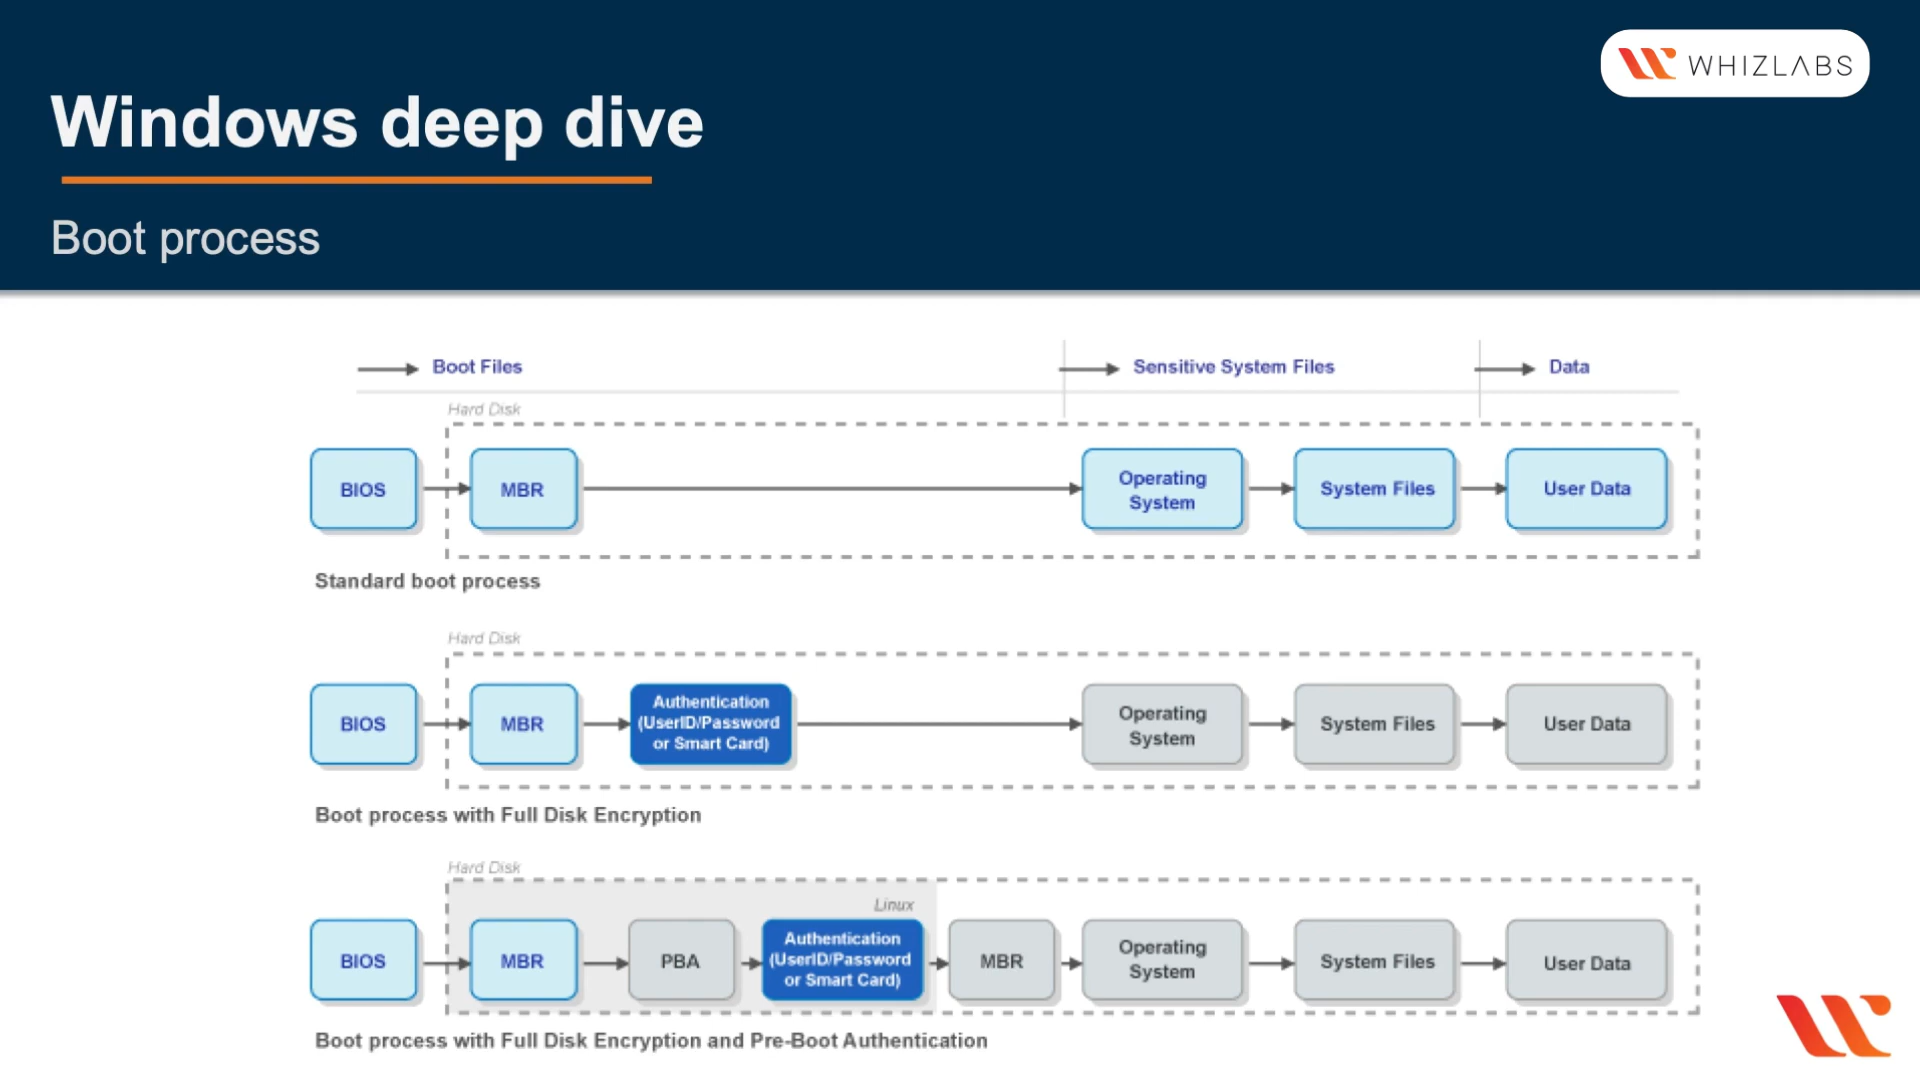 WHIZLABS
Windows deep dive
Boot process
Boot Files
Sensitive System Files
Data
Hard Disk
BIOS
MBR
Operating
System
System Files
User Data
Standard boot process
Hard Disk
BIOS
MBR
Authentication
(UserID/Password
or Smart Card)
Operating
System
System Files
User Data
Boot process with Full Disk Encryption
Hard Disk
Linux
BIOS
MBR
PBA
Authentication
(UserID/Password
or Smart Card)
MBR
Operating
System
System Files
User Data
Boot process with Full Disk Encryption and Pre-Boot Authentication